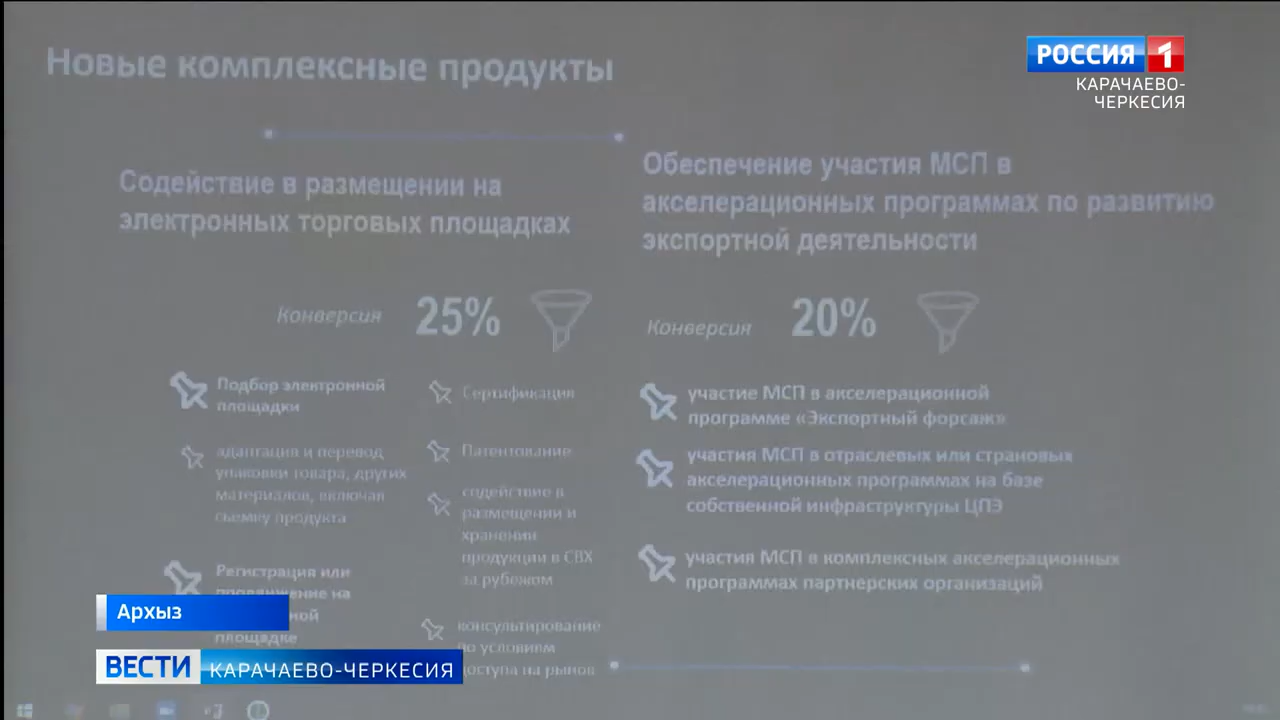 Новые комплексные продукты
РОССИЯ 1
КАРАЧАЕВО-
ЧЕРКЕСИЯ
Содействие в размещении на
электронных торговых площадках
Конверсия 25%
Подбор электронной
площадки
адаптация и перевод
упаковки товара, других
материалов, включая
съемку продукта
Регистрация или
продвижение на
площадке
Сертификация
Патентование
содействие в
размещении и
хранении
продукции в СВХ
за рубежом
консультирование
по условиям
доступа на рынок
Обеспечение участия МСП в
акселерационных программах по развитию
экспортной деятельности
Конверсия 20%
участие МСП в акселерационной
программе «Экспортный форсаж»
участия МСП в отраслевых или страновых
акселерационных программах на базе
собственной инфраструктуры ЦПЭ
участия МСП в комплексных акселерационных
программах партнерских организаций
Архыз
ВЕСТИ КАРАЧАЕВО-ЧЕРКЕСИЯ